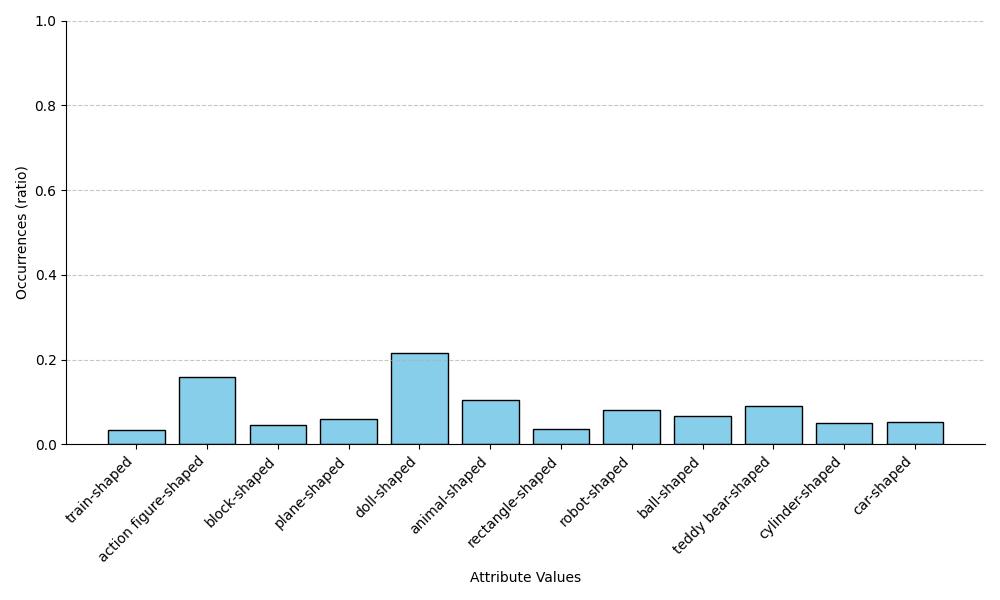 1.0
0.8
0.6
0.4
0.2
0.0
Occurrences (ratio)
train-shaped
action figure-shaped
block-shaped
plane-shaped
doll-shaped
animal-shaped
rectangle-shaped
robot-shaped
ball-shaped
teddy bear-shaped
cylinder-shaped
car-shaped
Attribute Values